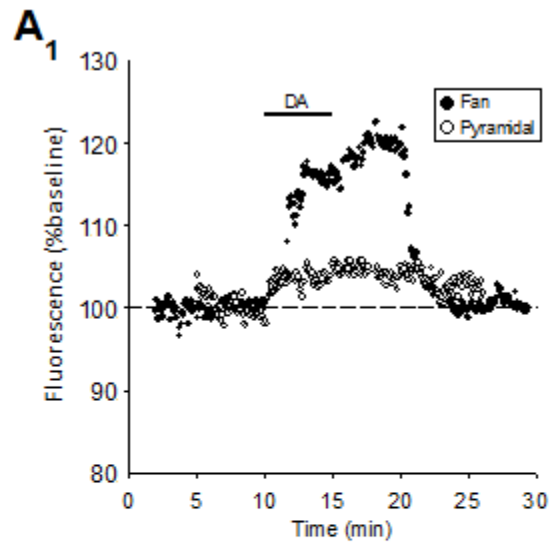 A1
130
120
110
100
90
80
Fluorescence (%baseline)
DA
Fan
Pyramidal
0 5 10 15 20 25 30
Time (min)